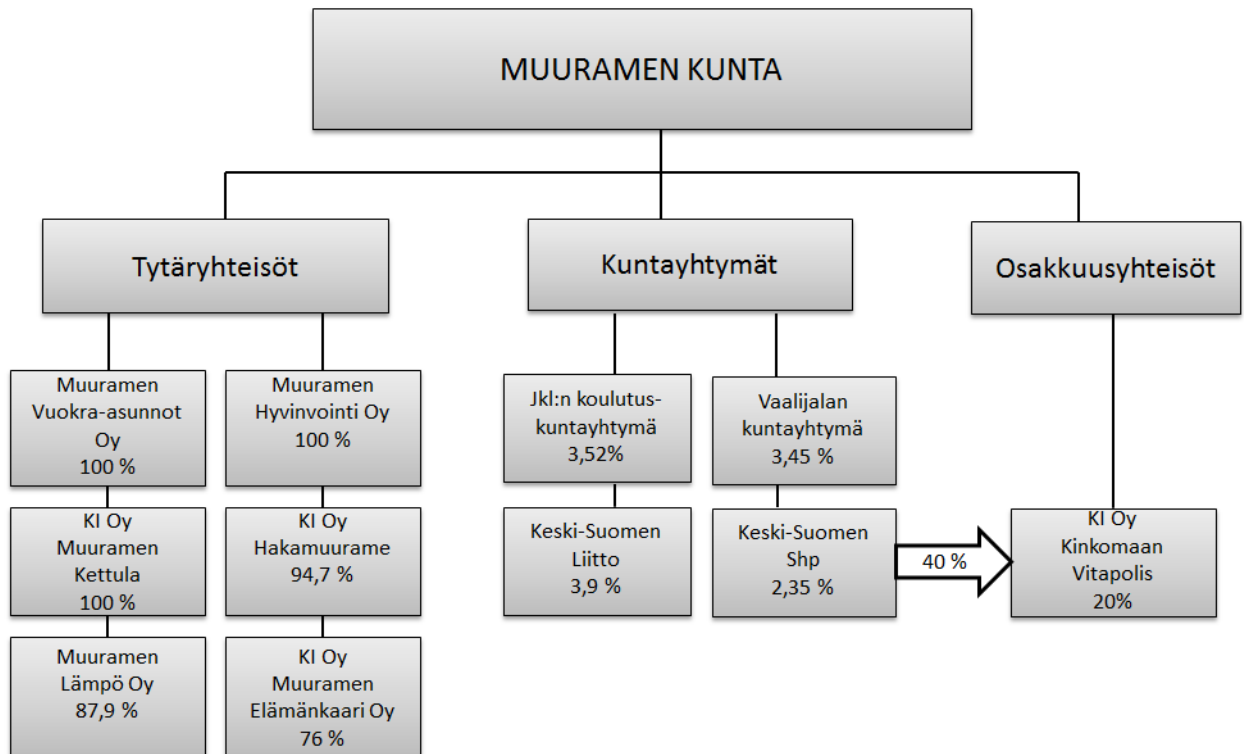 MUURAMEN KUNTA
Tytäryhteisöt
Kuntayhtymät
Osakkuusyhteisöt
Muuramen
Vuokra-asunnot
Oy
100 %
Muuramen
Hyvinvointi Oy
100 %
Jkl:n koulutus-
kuntayhtymä
3,52%
Vaalijalan
kuntayhtymä
3,45 %
KI Oy
Muuramen
Kettula
100 %
KI Oy
Hakamuurame
94,7 %
Keski-Suomen
Liitto
3,9 %
Keski-Suomen
Shp
2,35 %
40 %
KI Oy
Kinkomaan
Vitapolis
20%
Muuramen
Lämpö Oy
87,9 %
KI Oy
Muuramen
Elämänkaari Oy
76 %